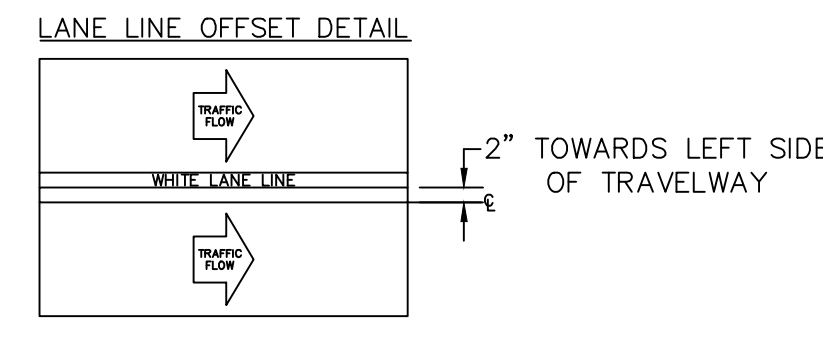 LANE LINE OFFSET DETAIL
TRAFFIC
FLOW
WHITE LANE LINE
2” TOWARDS LEFT SIDE
OF TRAVELWAY
℄
TRAFFIC
FLOW